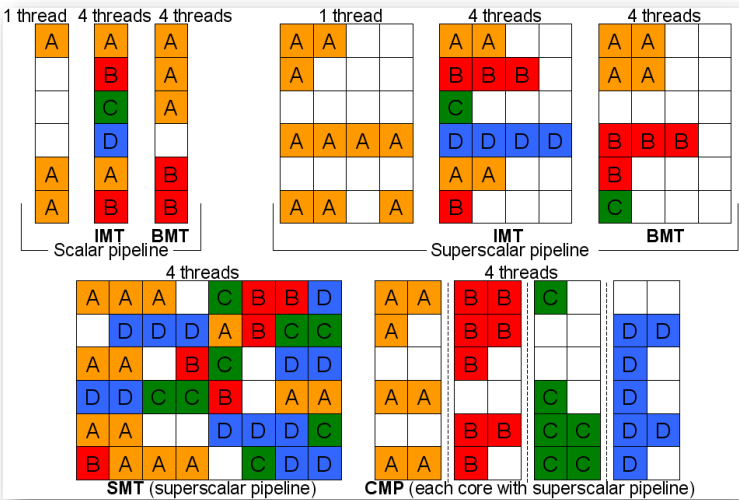 1 thread 4 threads 4 threads 1 thread 4 threads 4 threads
A A A A A A A A A
B A A B B B A A
C A C
D A A A A D D D D B B B
A A B A A B
A B B A A A B C
IMT BMT IMT BMT
Scalar pipeline Superscalar pipeline
4 threads 4 threads
A A A C B B D A A B B C
D D D A B C C A B B D D
A A B C D D B D
D D C C B A A A A C D
A A D D D C B B C C D D
B A A A C D D A A B C C D
SMT (superscalar pipeline) CMP (each core with superscalar pipeline)